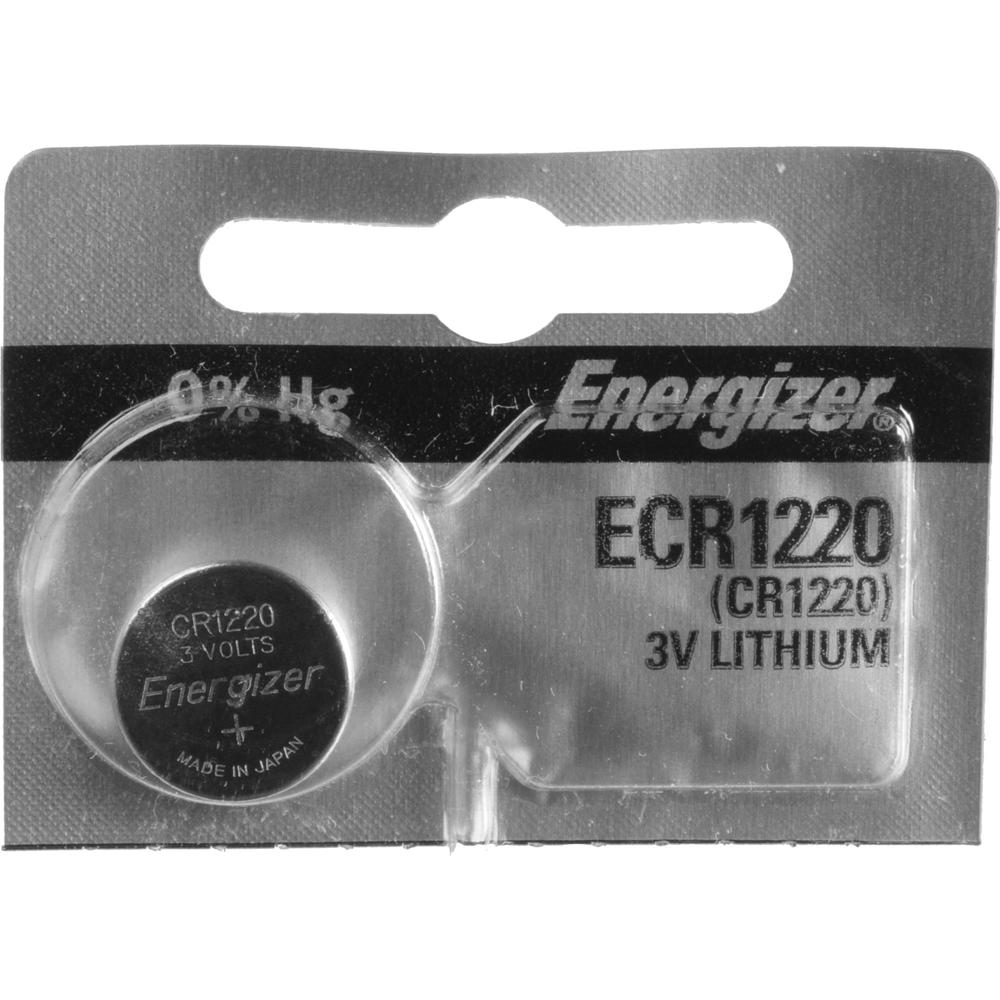 0% Hg
Energizer®
ECR1220
(CR1220)
3V LITHIUM
CR1220
3 VOLTS
Energizer
+
MADE IN JAPAN